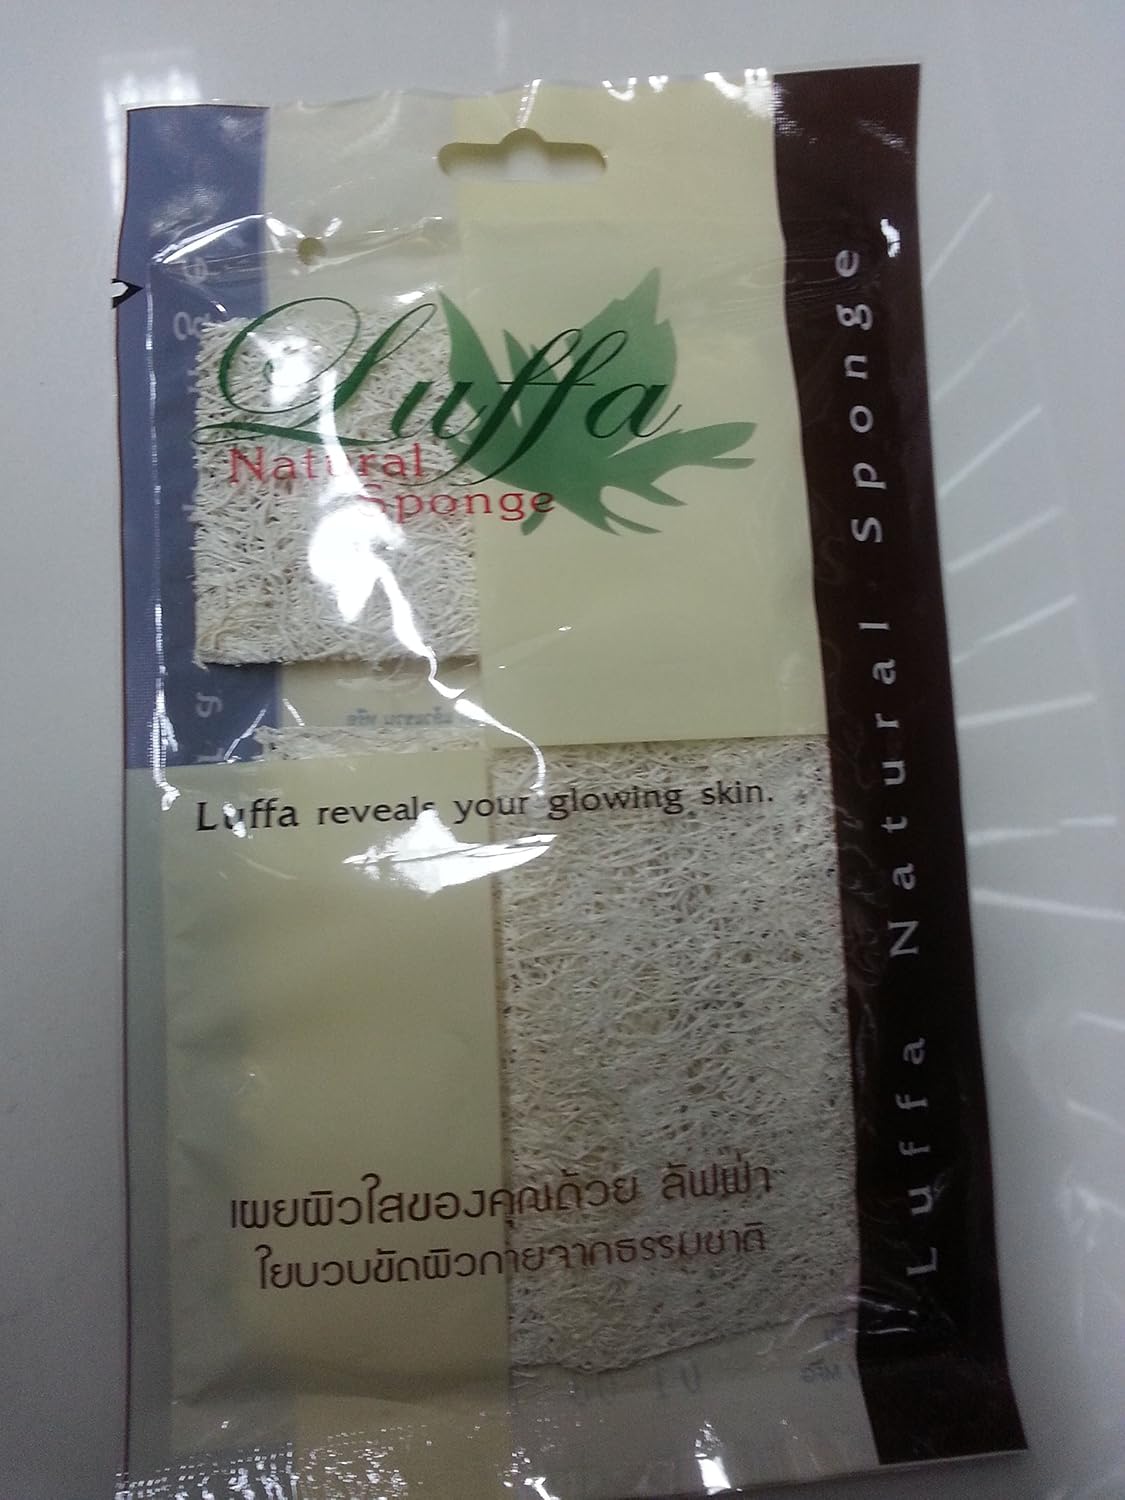 Luffa
Natural
Sponge
Luffa reveals your glowing skin.
เผยผิวใสของคุณด้วย ลัฟฟ่า
ใยบวบขัดผิวกายจากธรรมชาติ
Luffa Natural Sponge